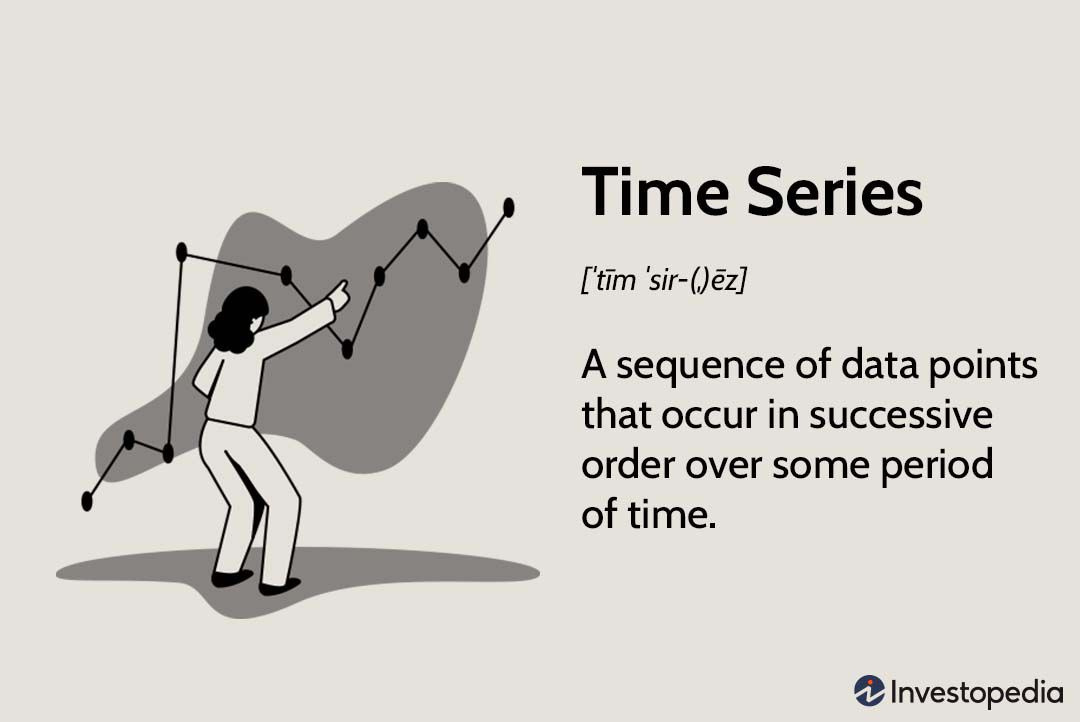 Time Series
[ˈtīm ˈsir-(ˌ)ēz]
A sequence of data points
that occur in successive
order over some period
of time.
Investopedia